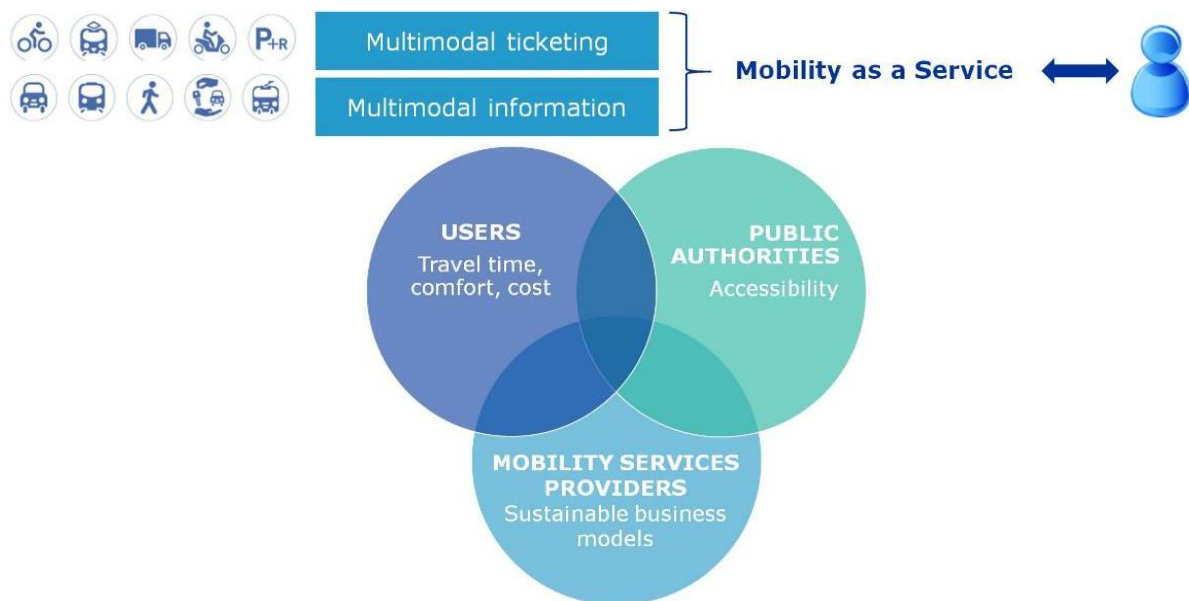 P+R
Multimodal ticketing
Multimodal information
Mobility as a Service
USERS
Travel time,
comfort, cost
PUBLIC
AUTHORITIES
Accessibility
MOBILITY SERVICES
PROVIDERS
Sustainable business
models